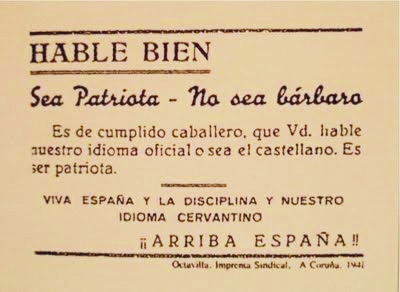 HABLE BIEN
Sea Patriota - No sea bárbaro
Es de cumplido caballero, que Vd. hable
nuestro idioma oficial o sea el castellano. Es
ser patriota.
VIVA ESPAÑA Y LA DISCIPLINA Y NUESTRO
IDIOMA CERVANTINO
¡¡ARRIBA ESPAÑA!!
Octavilla. Imprenta Sindical. A Coruña,